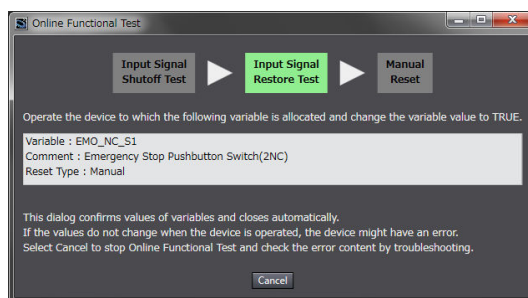 Online Functional Test
Input Signal
Shutoff Test
Input Signal
Restore Test
Manual
Reset
Operate the device to which the following variable is allocated and change the variable value to TRUE.
Variable : EMO_NC_S1
Comment : Emergency Stop Pushbutton Switch(2NC)
Reset Type : Manual
This dialog confirms values of variables and closes automatically.
If the values do not change when the device is operated, the device might have an error.
Select Cancel to stop Online Functional Test and check the error content by troubleshooting.
Cancel